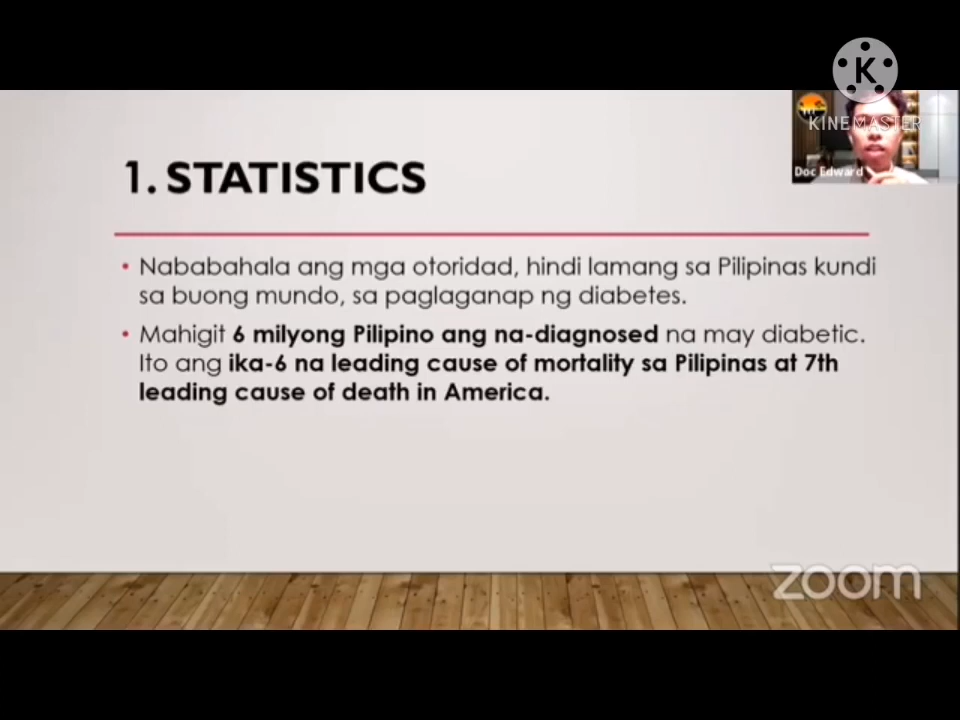 K
KINEMASTER
Doc Edward
1. STATISTICS
• Nababahala ang mga otoridad, hindi lamang sa Pilipinas kundi
sa buong mundo, sa paglaganap ng diabetes.
• Mahigit 6 milyong Pilipino ang na-diagnosed na may diabetic.
Ito ang ika-6 na leading cause of mortality sa Pilipinas at 7th
leading cause of death in America.
zoom